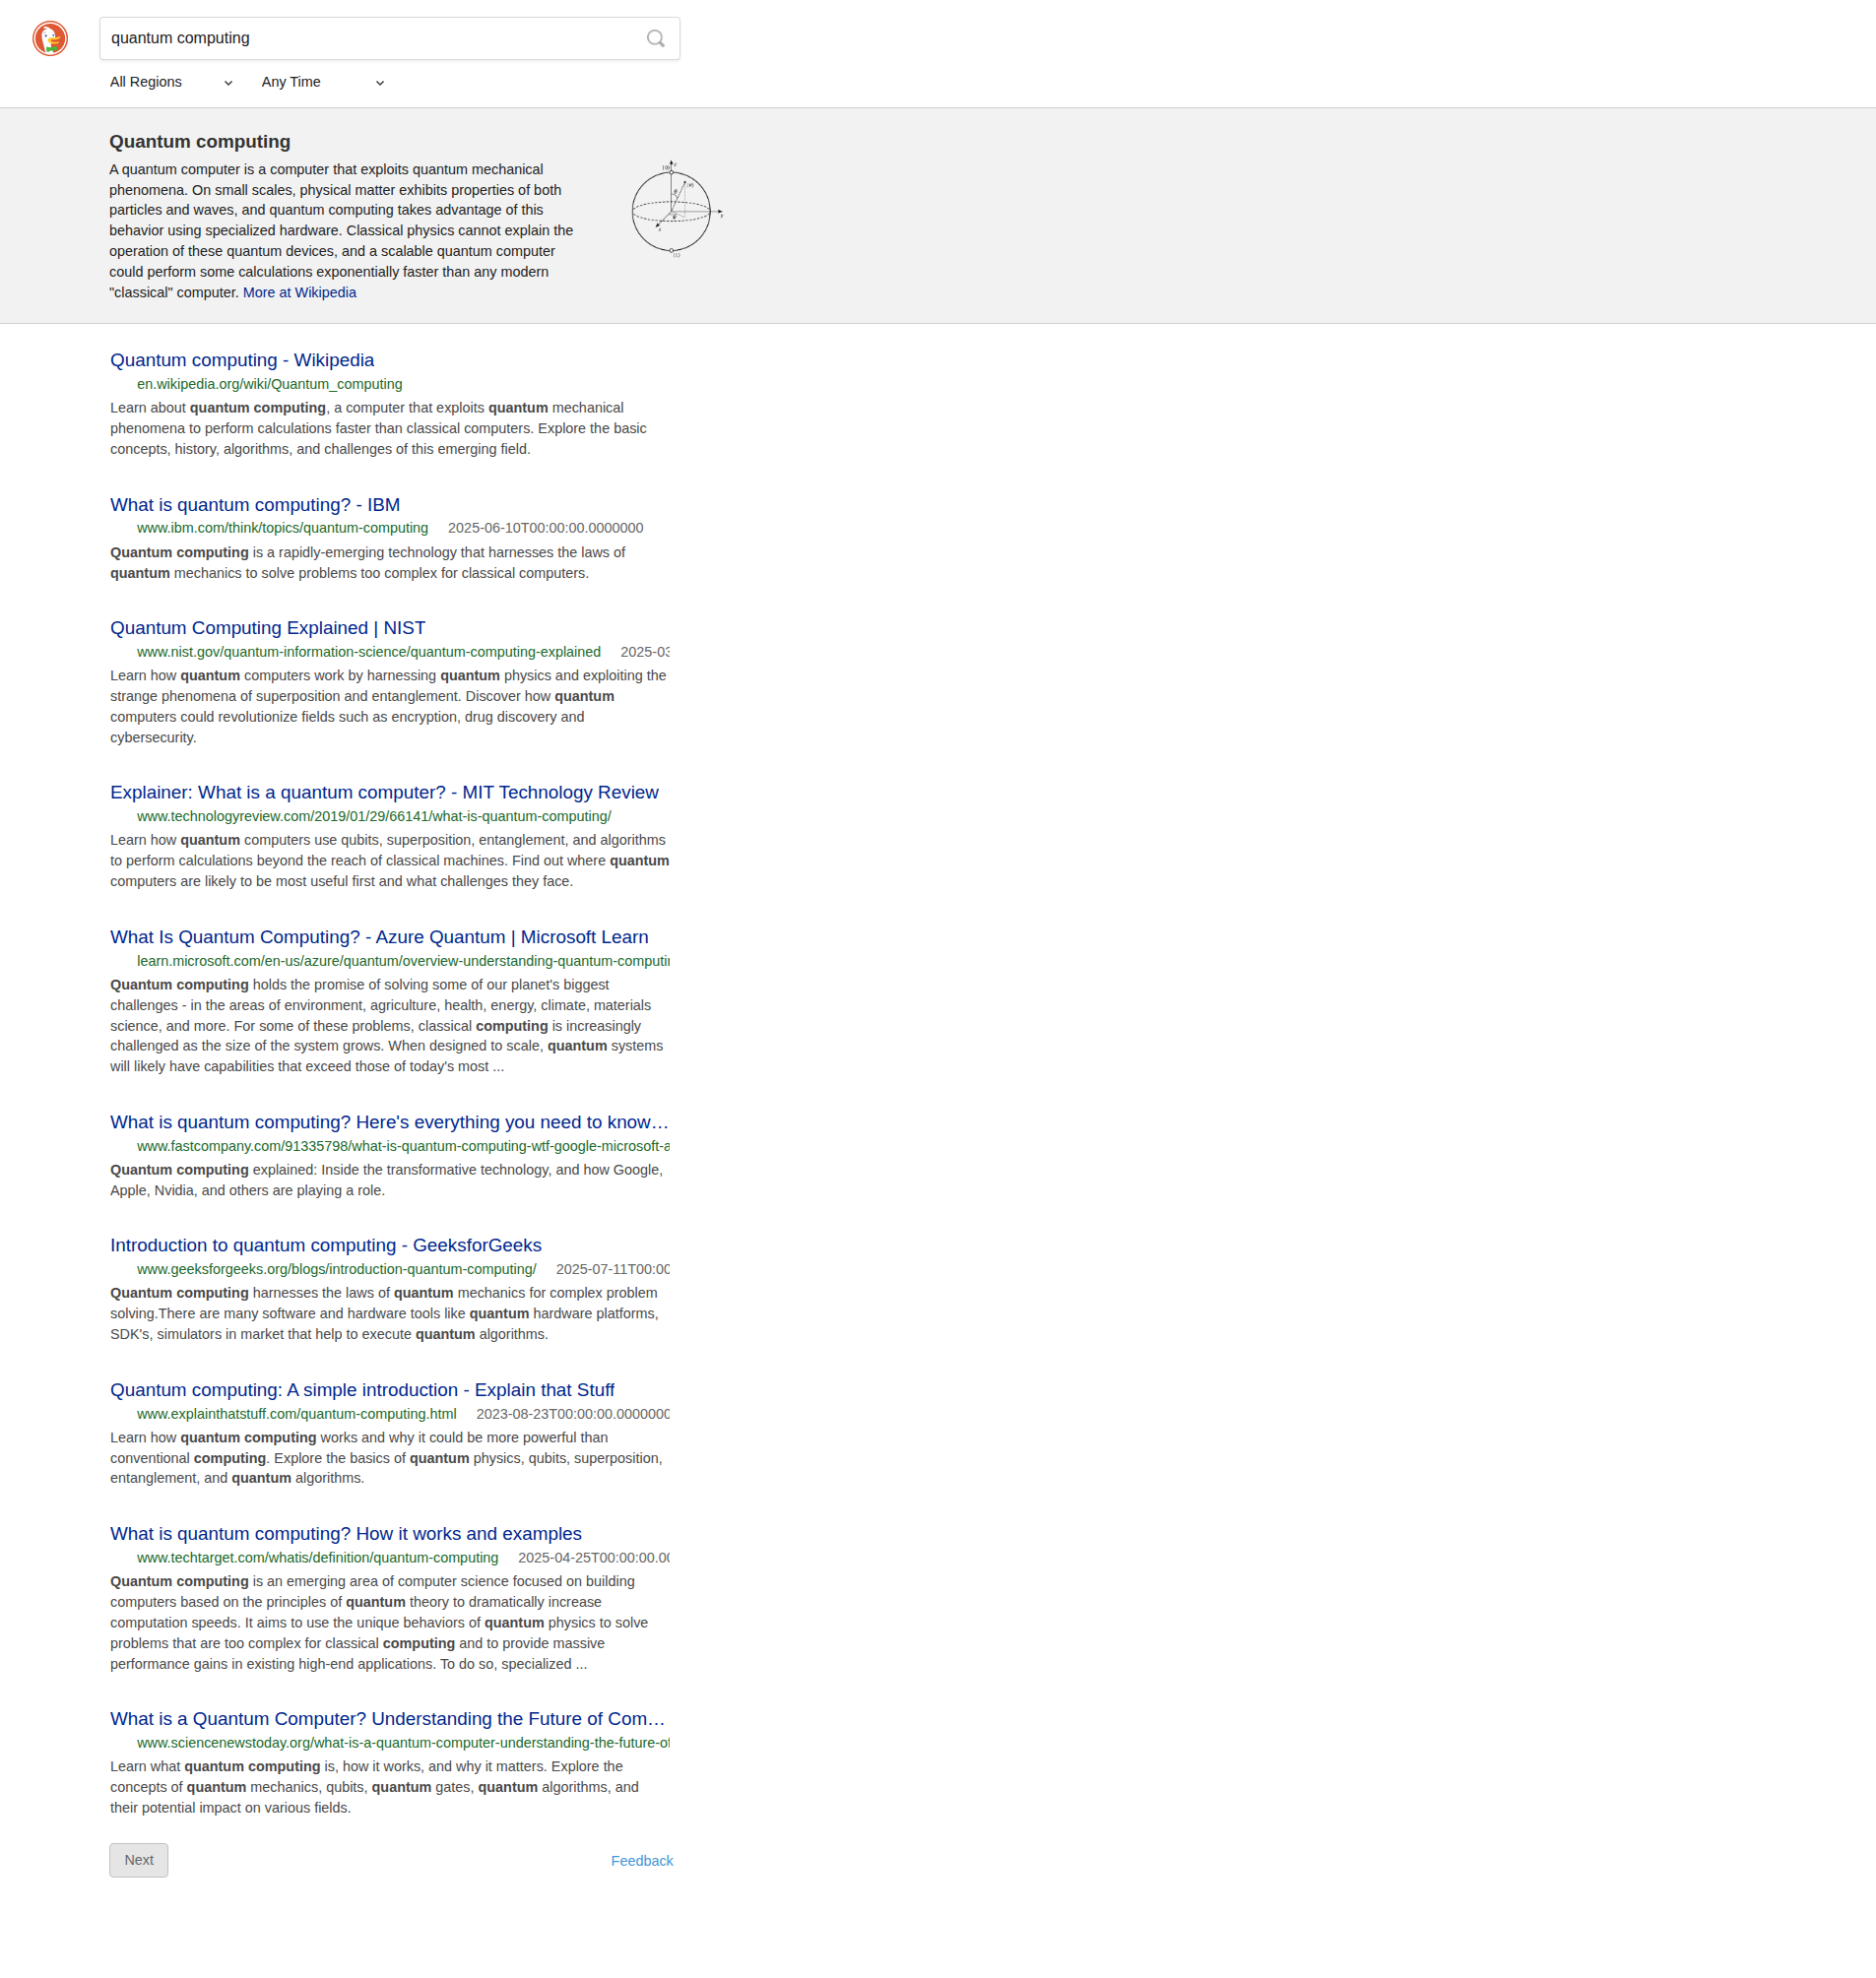 quantum computing
All Regions Any Time
Quantum computing
A quantum computer is a computer that exploits quantum mechanical
phenomena. On small scales, physical matter exhibits properties of both
particles and waves, and quantum computing takes advantage of this
behavior using specialized hardware. Classical physics cannot explain the
operation of these quantum devices, and a scalable quantum computer
could perform some calculations exponentially faster than any modern
"classical" computer. More at Wikipedia
Quantum computing - Wikipedia
en.wikipedia.org/wiki/Quantum_computing
Learn about quantum computing, a computer that exploits quantum mechanical
phenomena to perform calculations faster than classical computers. Explore the basic
concepts, history, algorithms, and challenges of this emerging field.
What is quantum computing? - IBM
www.ibm.com/think/topics/quantum-computing 2025-06-10T00:00:00.0000000
Quantum computing is a rapidly-emerging technology that harnesses the laws of
quantum mechanics to solve problems too complex for classical computers.
Quantum Computing Explained | NIST
www.nist.gov/quantum-information-science/quantum-computing-explained 2025-03
Learn how quantum computers work by harnessing quantum physics and exploiting the
strange phenomena of superposition and entanglement. Discover how quantum
computers could revolutionize fields such as encryption, drug discovery and
cybersecurity.
Explainer: What is a quantum computer? - MIT Technology Review
www.technologyreview.com/2019/01/29/66141/what-is-quantum-computing/
Learn how quantum computers use qubits, superposition, entanglement, and algorithms
to perform calculations beyond the reach of classical machines. Find out where quantum
computers are likely to be most useful first and what challenges they face.
What Is Quantum Computing? - Azure Quantum | Microsoft Learn
learn.microsoft.com/en-us/azure/quantum/overview-understanding-quantum-computin
Quantum computing holds the promise of solving some of our planet's biggest
challenges - in the areas of environment, agriculture, health, energy, climate, materials
science, and more. For some of these problems, classical computing is increasingly
challenged as the size of the system grows. When designed to scale, quantum systems
will likely have capabilities that exceed those of today's most ...
What is quantum computing? Here's everything you need to know…
www.fastcompany.com/91335798/what-is-quantum-computing-wtf-google-microsoft-a
Quantum computing explained: Inside the transformative technology, and how Google,
Apple, Nvidia, and others are playing a role.
Introduction to quantum computing - GeeksforGeeks
www.geeksforgeeks.org/blogs/introduction-quantum-computing/ 2025-07-11T00:00
Quantum computing harnesses the laws of quantum mechanics for complex problem
solving.There are many software and hardware tools like quantum hardware platforms,
SDK's, simulators in market that help to execute quantum algorithms.
Quantum computing: A simple introduction - Explain that Stuff
www.explainthatstuff.com/quantum-computing.html 2023-08-23T00:00:00.0000000
Learn how quantum computing works and why it could be more powerful than
conventional computing. Explore the basics of quantum physics, qubits, superposition,
entanglement, and quantum algorithms.
What is quantum computing? How it works and examples
www.techtarget.com/whatis/definition/quantum-computing 2025-04-25T00:00:00.00
Quantum computing is an emerging area of computer science focused on building
computers based on the principles of quantum theory to dramatically increase
computation speeds. It aims to use the unique behaviors of quantum physics to solve
problems that are too complex for classical computing and to provide massive
performance gains in existing high-end applications. To do so, specialized ...
What is a Quantum Computer? Understanding the Future of Com…
www.sciencenewstoday.org/what-is-a-quantum-computer-understanding-the-future-of
Learn what quantum computing is, how it works, and why it matters. Explore the
concepts of quantum mechanics, qubits, quantum gates, quantum algorithms, and
their potential impact on various fields.
Next Feedback